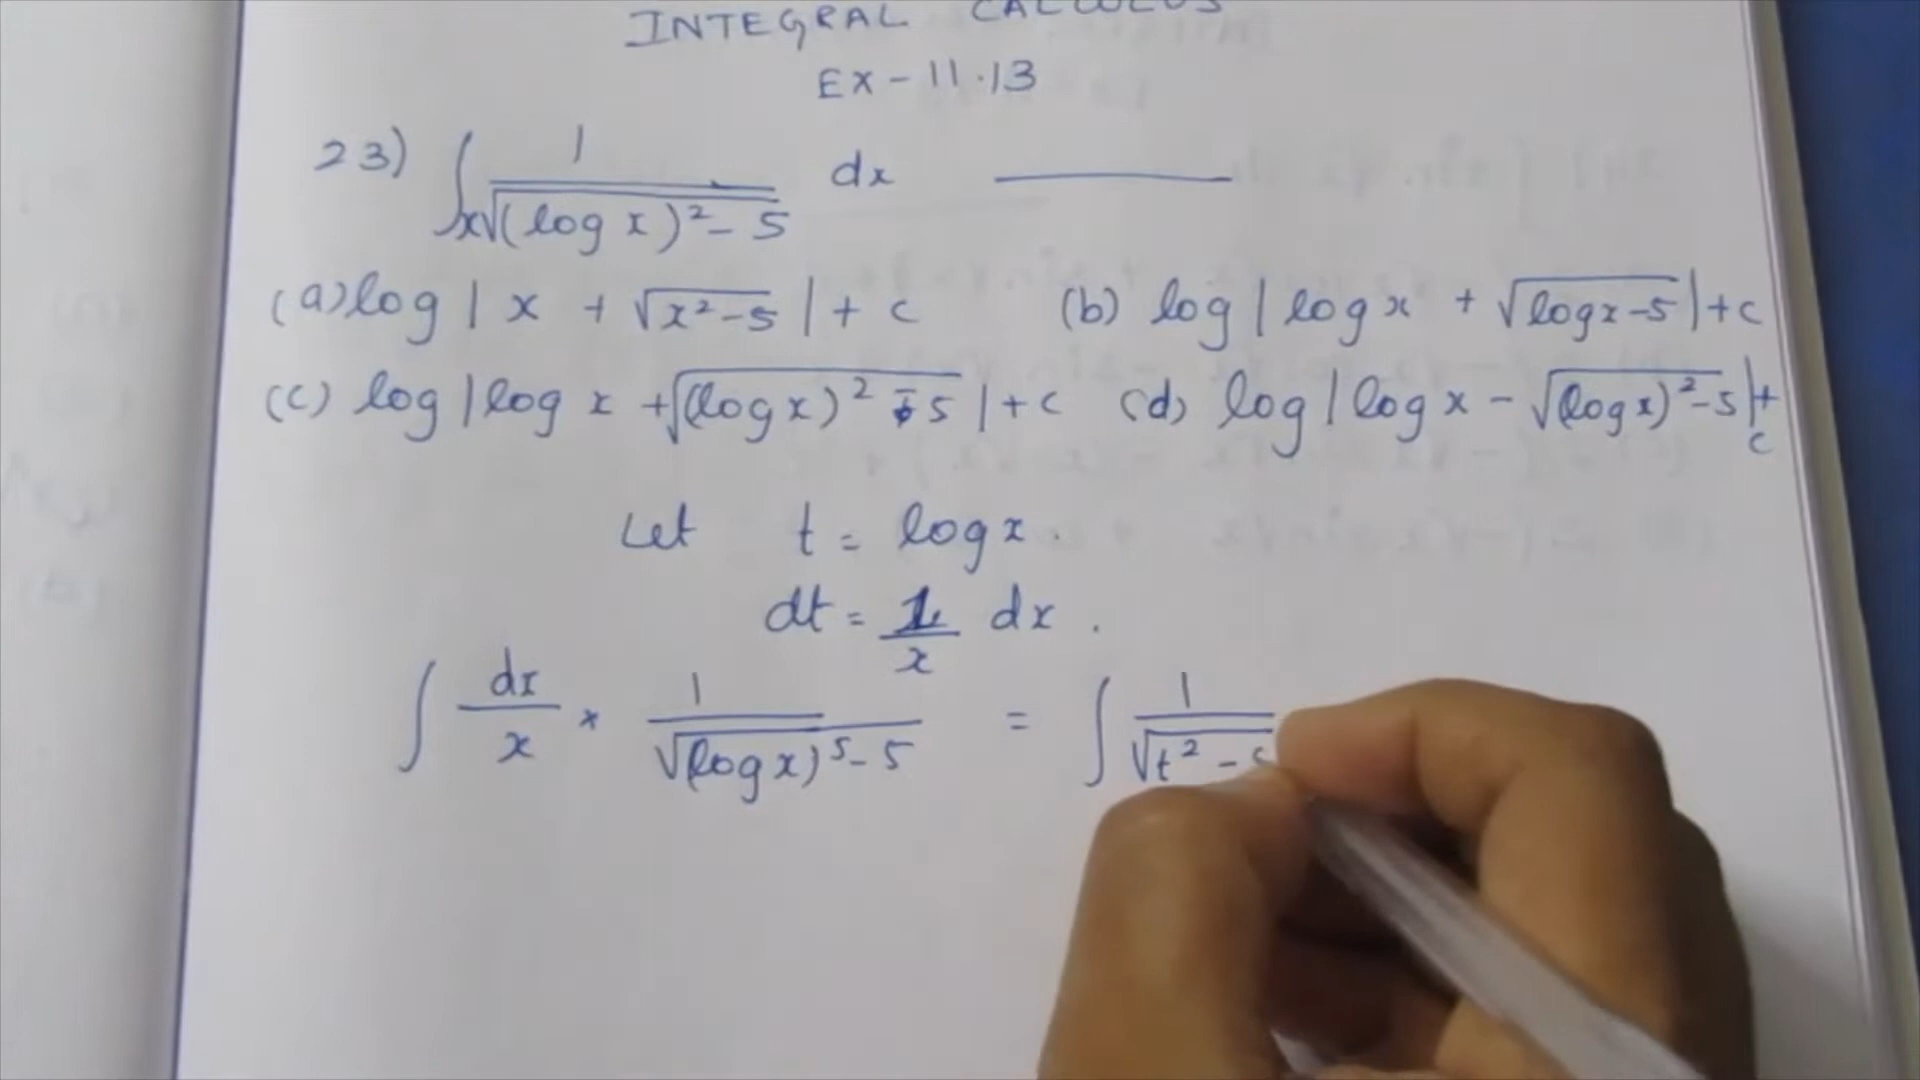 INTEGRAL CALCULUS
EX - 11.13
23) ∫ 1 / x√((log x)² - 5) dx ______
(a) log | x + √(x² - 5) | + c (b) log | log x + √(log x - 5) | + c
(c) log | log x + √((log x)² - 5) | + c (d) log | log x - √((log x)² - 5) | + c
Let t = log x .
dt = 1/x dx .
∫ dx/x * 1/√((log x)⁵ - 5) = ∫ 1/√(t² - 5